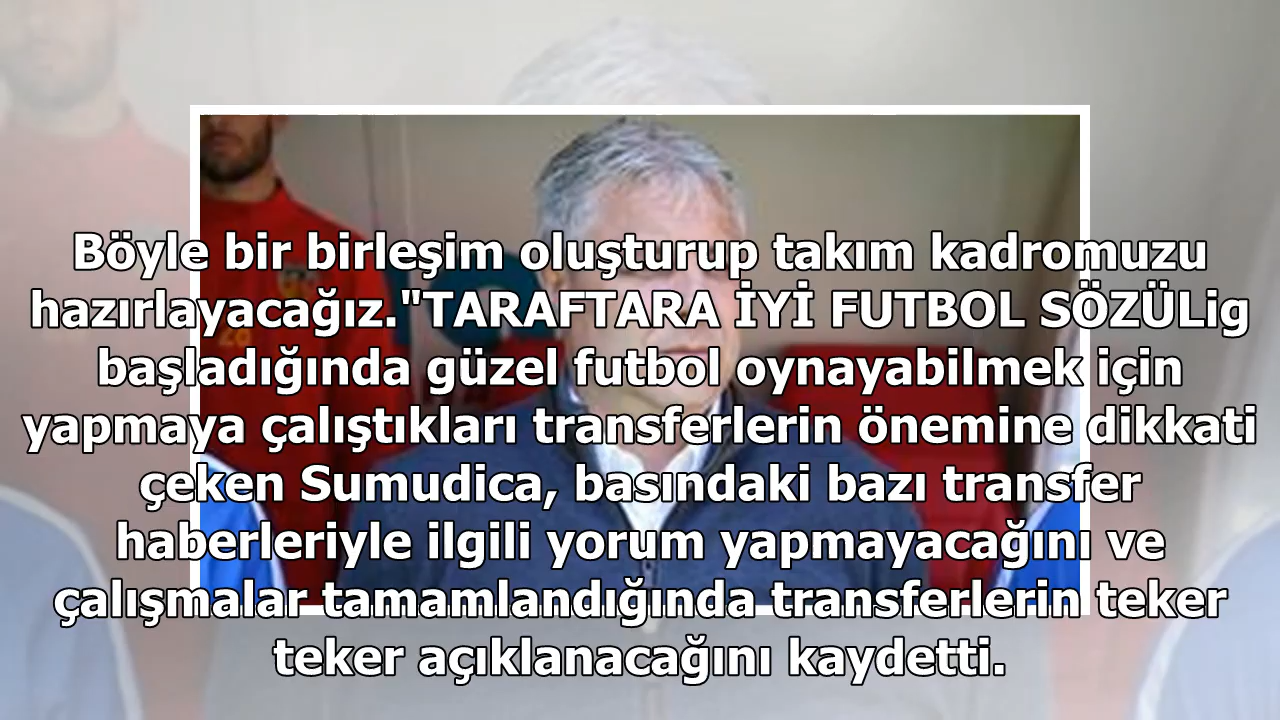 Böyle bir birleşim oluşturup takım kadromuzu
hazırlayacağız."TARAFTARA İYİ FUTBOL SÖZÜLig
başladığında güzel futbol oynayabilmek için
yapmaya çalıştıkları transferlerin önemine dikkati
çeken Sumudica, basındaki bazı transfer
haberleriyle ilgili yorum yapmayacağını ve
çalışmalar tamamlandığında transferlerin teker
teker açıklanacağını kaydetti.